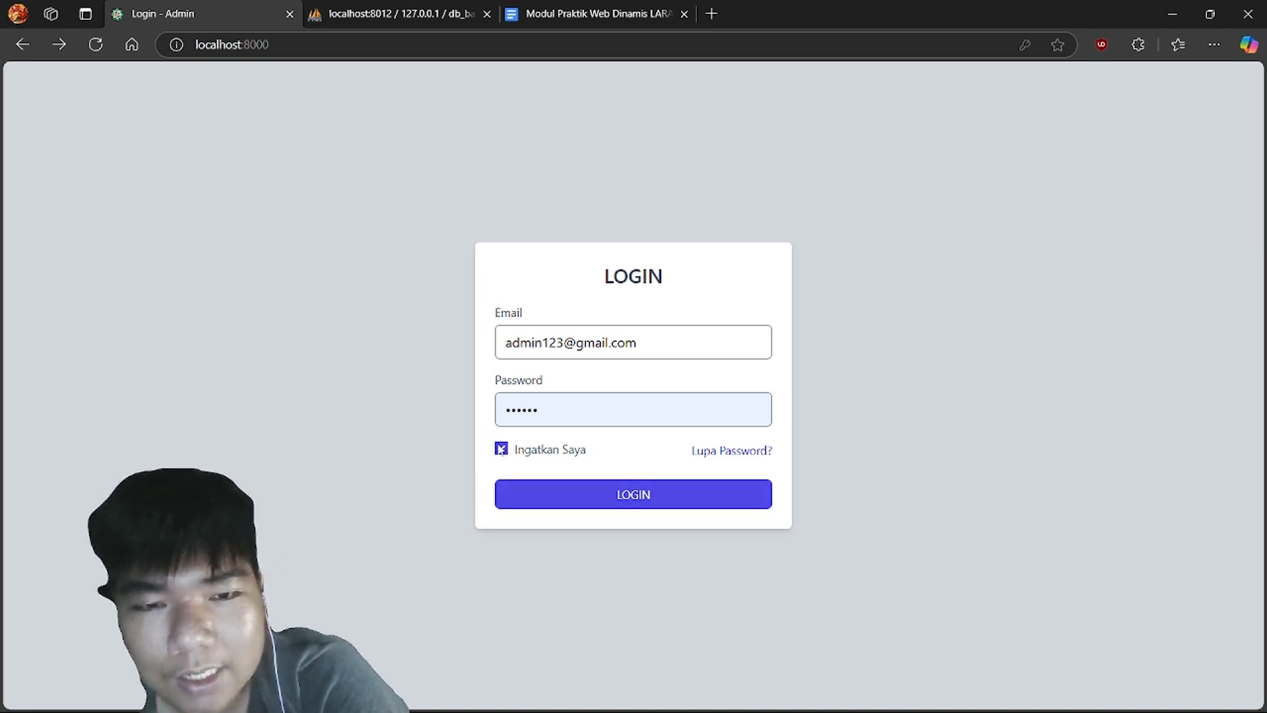 Login - Admin
localhost:8012 / 127.0.0.1 / db_ba
Modul Praktik Web Dinamis LARA
localhost:8000
LOGIN
Email
admin123@gmail.com
Password
Ingatkan Saya
Lupa Password?
LOGIN